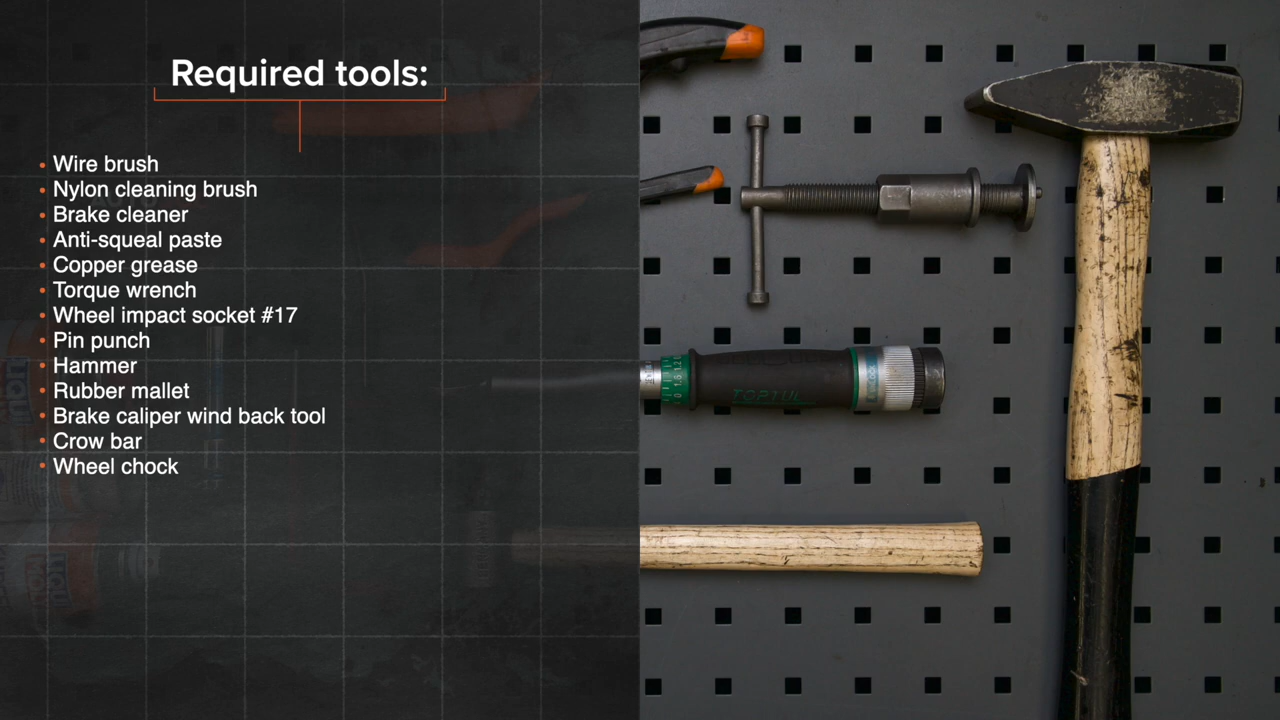 Required tools:
Wire brush
Nylon cleaning brush
Brake cleaner
Anti-squeal paste
Copper grease
Torque wrench
Wheel impact socket #17
Pin punch
Hammer
Rubber mallet
Brake caliper wind back tool
Crow bar
Wheel chock
TOPTUL